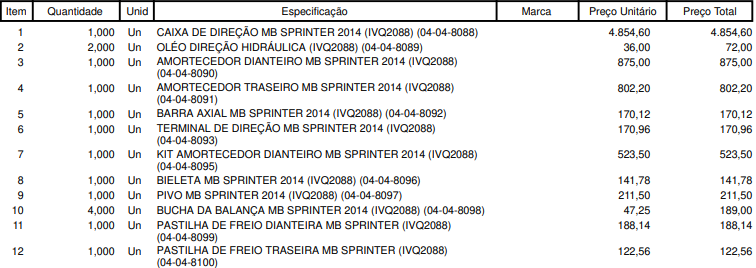 Item Quantidade Unid Especificação Marca Preço Unitário Preço Total
1 1,000 Un CAIXA DE DIREÇÃO MB SPRINTER 2014 (IVQ2088) (04-04-8088) 4.854,60 4.854,60
2 2,000 Un OLÉO DIREÇÃO HIDRÁULICA (IVQ2088) (04-04-8089) 36,00 72,00
3 1,000 Un AMORTECEDOR DIANTEIRO MB SPRINTER 2014 (IVQ2088) 875,00 875,00
(04-04-8090)
4 1,000 Un AMORTECEDOR TRASEIRO MB SPRINTER 2014 (IVQ2088) 802,20 802,20
(04-04-8091)
5 1,000 Un BARRA AXIAL MB SPRINTER 2014 (IVQ2088) (04-04-8092) 170,12 170,12
6 1,000 Un TERMINAL DE DIREÇÃO MB SPRINTER 2014 (IVQ2088) 170,96 170,96
(04-04-8093)
7 1,000 Un KIT AMORTECEDOR DIANTEIRO MB SPRINTER 2014 (IVQ2088) 523,50 523,50
(04-04-8095)
8 1,000 Un BIELETA MB SPRINTER 2014 (IVQ2088) (04-04-8096) 141,78 141,78
9 1,000 Un PIVO MB SPRINTER 2014 (IVQ2088) (04-04-8097) 211,50 211,50
10 4,000 Un BUCHA DA BALANÇA MB SPRINTER 2014 (IVQ2088) (04-04-8098) 47,25 189,00
11 1,000 Un PASTILHA DE FREIO DIANTEIRA MB SPRINTER (IVQ2088) 188,14 188,14
(04-04-8099)
12 1,000 Un PASTILHA DE FREIO TRASEIRA MB SPRINTER (IVQ2088) 122,56 122,56
(04-04-8100)